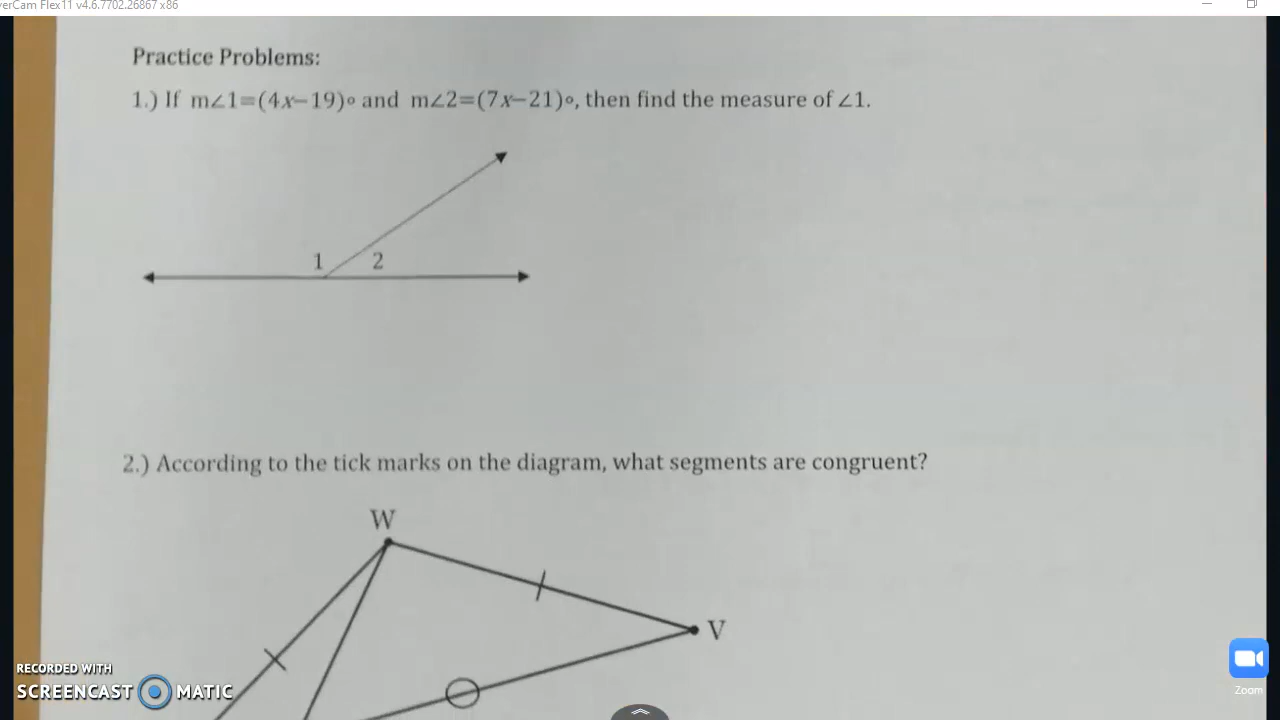 verCam Flex11 v4.6.7702.26867 x86
Practice Problems:
1.) If m∠1=(4x−19)° and m∠2=(7x−21)°, then find the measure of ∠1.
1 2
2.) According to the tick marks on the diagram, what segments are congruent?
W
V
RECORDED WITH
SCREENCAST MATIC
Zoom